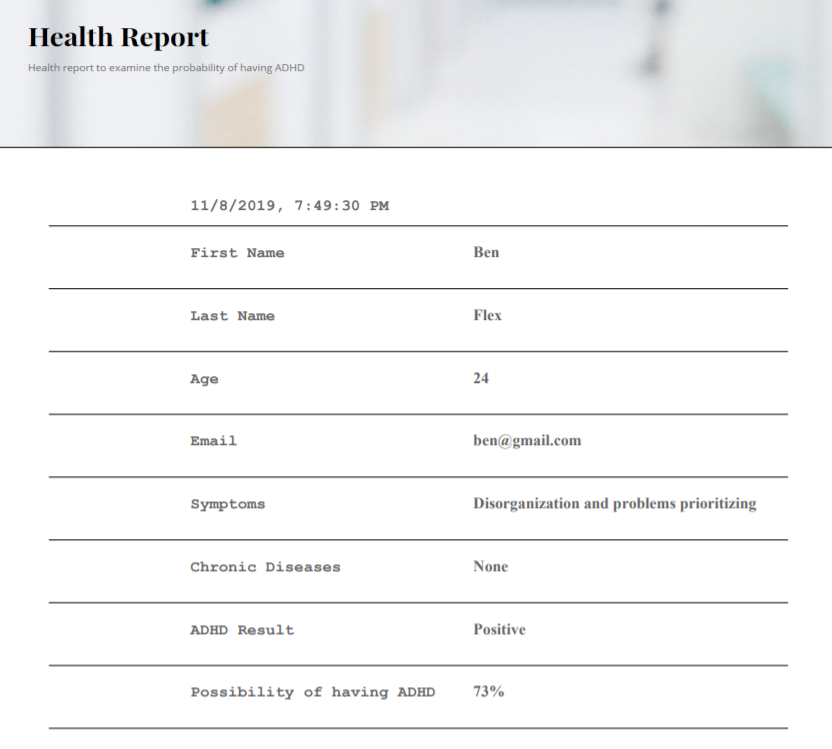 Health Report
Health report to examine the probability of having ADHD
11/8/2019, 7:49:30 PM
First Name Ben
Last Name Flex
Age 24
Email ben@gmail.com
Symptoms Disorganization and problems prioritizing
Chronic Diseases None
ADHD Result Positive
Possibility of having ADHD 73%